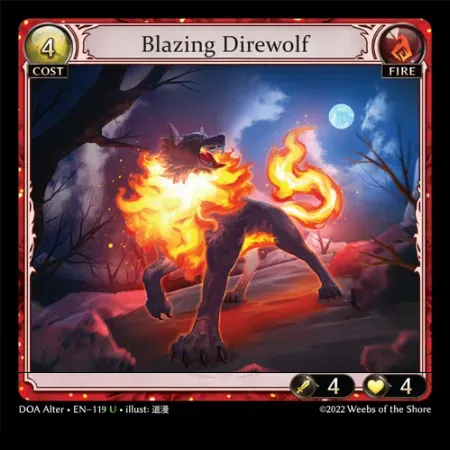 4
COST
Blazing Direwolf
FIRE
4
4
DOA Alter • EN-119 U • illust: 道漫
©2022 Weebs of the Shore